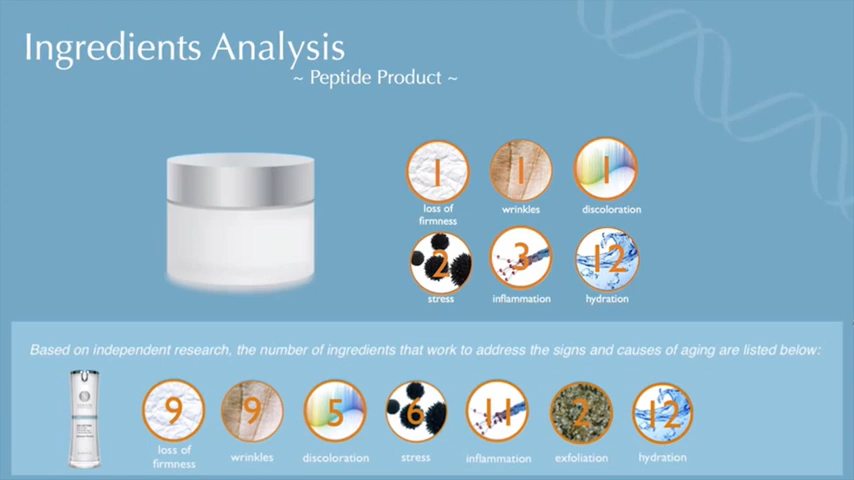 Ingredients Analysis
~ Peptide Product ~
1 1 1
loss of firmness wrinkles discoloration
2 3 12
stress inflammation hydration
Based on independent research, the number of ingredients that work to address the signs and causes of aging are listed below:
9 9 5 6 11 2 12
loss of firmness wrinkles discoloration stress inflammation exfoliation hydration